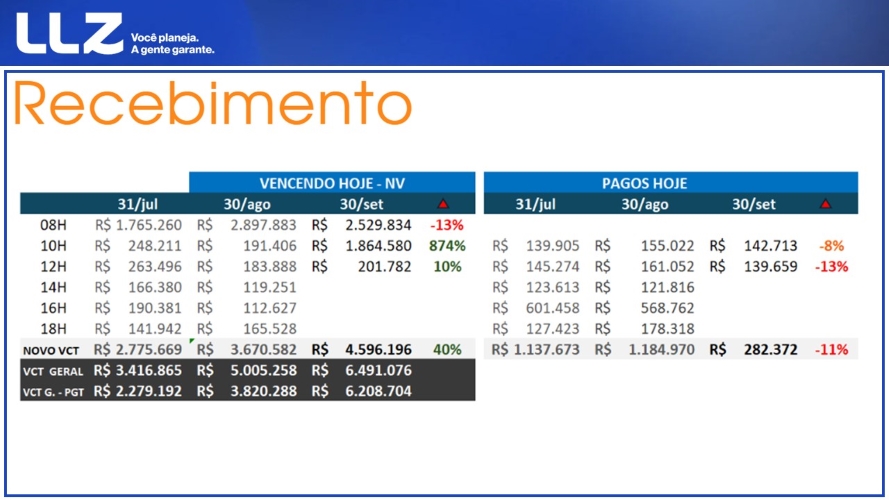 LLZ
Você planeja.
A gente garante.
Recebimento
VENCENDO HOJE - NV PAGOS HOJE
31/jul 30/ago 30/set 31/jul 30/ago 30/set
08H R$ 1.765.260 R$ 2.897.883 R$ 2.529.834 -13%
10H R$ 248.211 R$ 191.406 R$ 1.864.580 874% R$ 139.905 R$ 155.022 R$ 142.713 -8%
12H R$ 263.496 R$ 183.888 R$ 201.782 10% R$ 145.274 R$ 161.052 R$ 139.659 -13%
14H R$ 166.380 R$ 119.251 R$ 123.613 R$ 121.816
16H R$ 190.381 R$ 112.627 R$ 601.458 R$ 568.762
18H R$ 141.942 R$ 165.528 R$ 127.423 R$ 178.318
NOVO VCT R$ 2.775.669 R$ 3.670.582 R$ 4.596.196 40% R$ 1.137.673 R$ 1.184.970 R$ 282.372 -11%
VCT GERAL R$ 3.416.865 R$ 5.005.258 R$ 6.491.076
VCT G. - PGT R$ 2.279.192 R$ 3.820.288 R$ 6.208.704